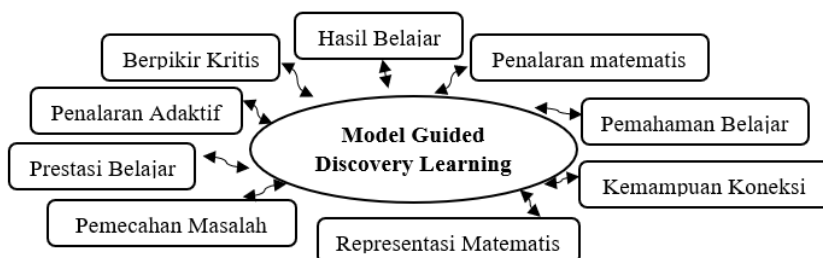 Hasil Belajar
Berpikir Kritis
Penalaran matematis
Penalaran Adaktif
Pemahaman Belajar
Model Guided
Discovery Learning
Prestasi Belajar
Kemampuan Koneksi
Pemecahan Masalah
Representasi Matematis